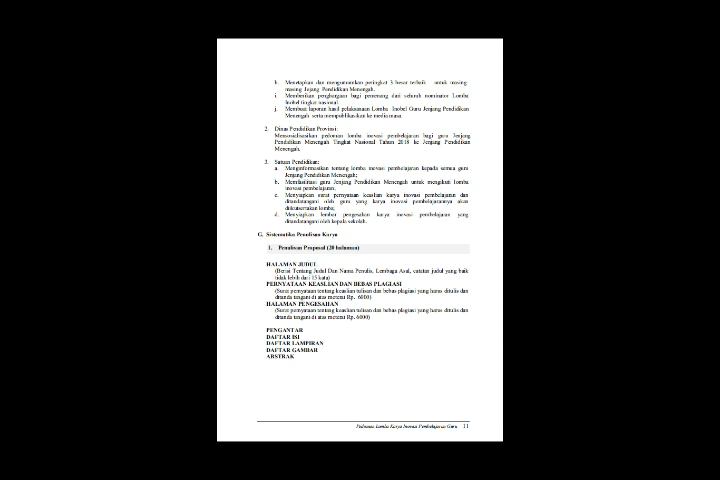 h. Menetapkan dan mengumumkan peringkat 3 besar terbaik untuk masing-
masing Jejang Pendidikan Menengah.
i. Memberikan penghargaan bagi pemenang dari seluruh nominator Lomba
Inobel tingkat nasional.
j. Membuat laporan hasil pelaksanaan Lomba Inobel Guru Jenjang Pendidikan
Menengah serta mempublikasikan ke media masa.
2. Dinas Pendidikan Provinsi:
Mensosialisasikan pedoman lomba inovasi pembelajaran bagi guru Jenjang
Pendidikan Menengah Tingkat Nasional Tahun 2018 ke Jenjang Pendidikan
Menengah.
3. Satuan Pendidikan:
a. Menginformasikan tentang lomba inovasi pembelajaran kepada semua guru
Jenjang Pendidikan Menengah;
b. Memfasilitasi guru Jenjang Pendidikan Menengah untuk mengikuti lomba
inovasi pembelajaran;
c. Menyiapkan surat pernyataan keaslian karya inovasi pembelajaran dan
ditandatangani oleh guru yang karya inovasi pembelajarannya akan
diikutsertakan lomba;
d. Menyiapkan lembar pengesahan karya inovasi pembelajaran yang
ditandatangani oleh kepala sekolah.
G. Sistematika Penulisan Karya
1. Penulisan Proposal (20 halaman)
HALAMAN JUDUL
(Berisi Tentang Judul Dan Nama Penulis, Lembaga Asal, catatan judul yang baik
tidak lebih dari 15 kata)
PERNYATAAN KEASLIAN DAN BEBAS PLAGIASI
(Surat pernyataan tentang keaslian tulisan dan bebas plagiasi yang harus ditulis dan
ditanda tangani di atas meterai Rp. 6000)
HALAMAN PENGESAHAN
(Surat pernyataan tentang keaslian tulisan dan bebas plagiasi yang harus ditulis dan
ditanda tangani di atas meterai Rp. 6000)
PENGANTAR
DAFTAR ISI
DAFTAR LAMPIRAN
DAFTAR GAMBAR
ABSTRAK
Pedoman Lomba Karya Inovasi Pembelajaran Guru 11